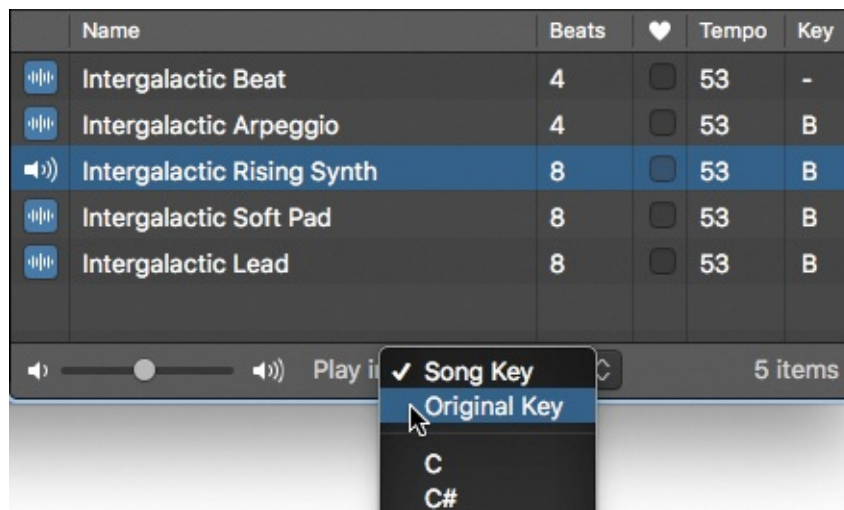 Name Beats Tempo Key
Intergalactic Beat 4 53 -
Intergalactic Arpeggio 4 53 B
Intergalactic Rising Synth 8 53 B
Intergalactic Soft Pad 8 53 B
Intergalactic Lead 8 53 B
Play i ✓ Song Key 5 items
Original Key
C
C#